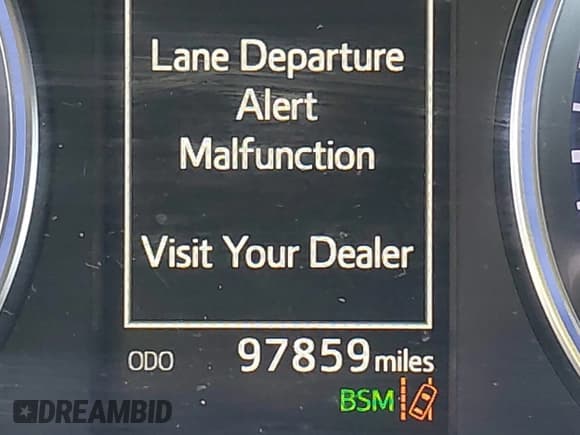 Lane Departure
Alert
Malfunction
Visit Your Dealer
ODO 97859 miles
BSM
DREAMBID